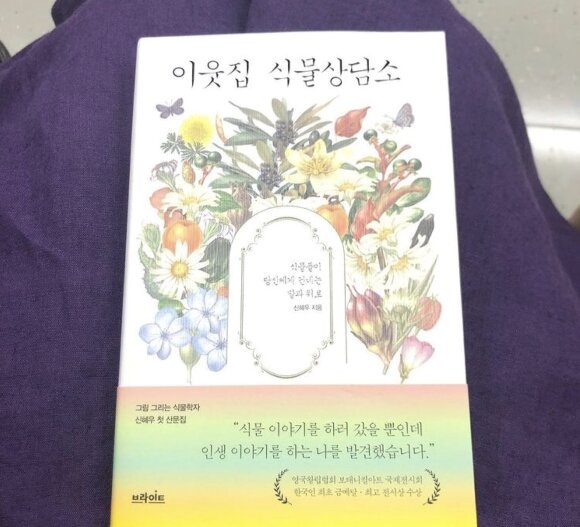 이웃집 식물상담소
식물들이
당신에게 건네는
말과 위로
신혜우 지음
그림 그리는 식물학자
신혜우 첫 산문집
“식물 이야기를 하러 갔을 뿐인데
인생 이야기를 하는 나를 발견했습니다.”
영국왕립협회 보태니컬아트 국제전시회
한국인 최초 금메달 · 최고 전시상 수상
브라이트